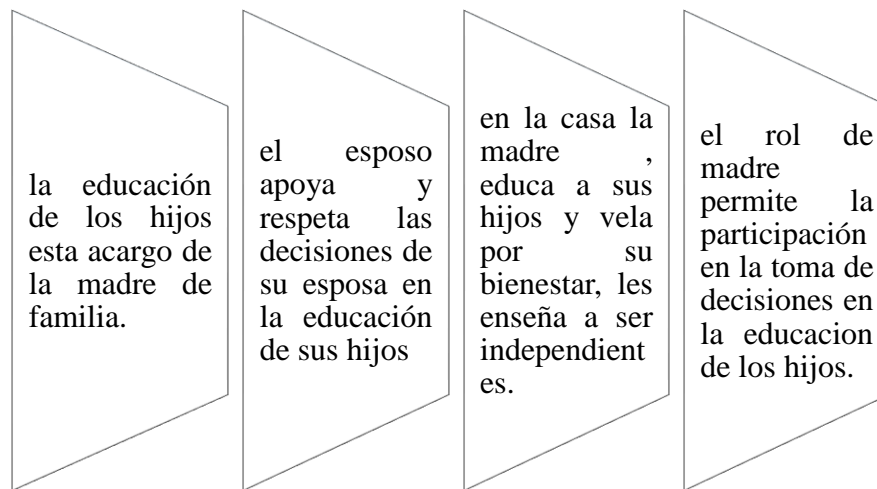 la educación
de los hijos
esta acargo de
la madre de
familia.
el esposo
apoya y
respeta las
decisiones de
su esposa en
la educación
de sus hijos
en la casa la
madre ,
educa a sus
hijos y vela
por su
bienestar, les
enseña a ser
independient
es.
el rol de
madre
permite la
participación
en la toma de
decisiones en
la educacion
de los hijos.